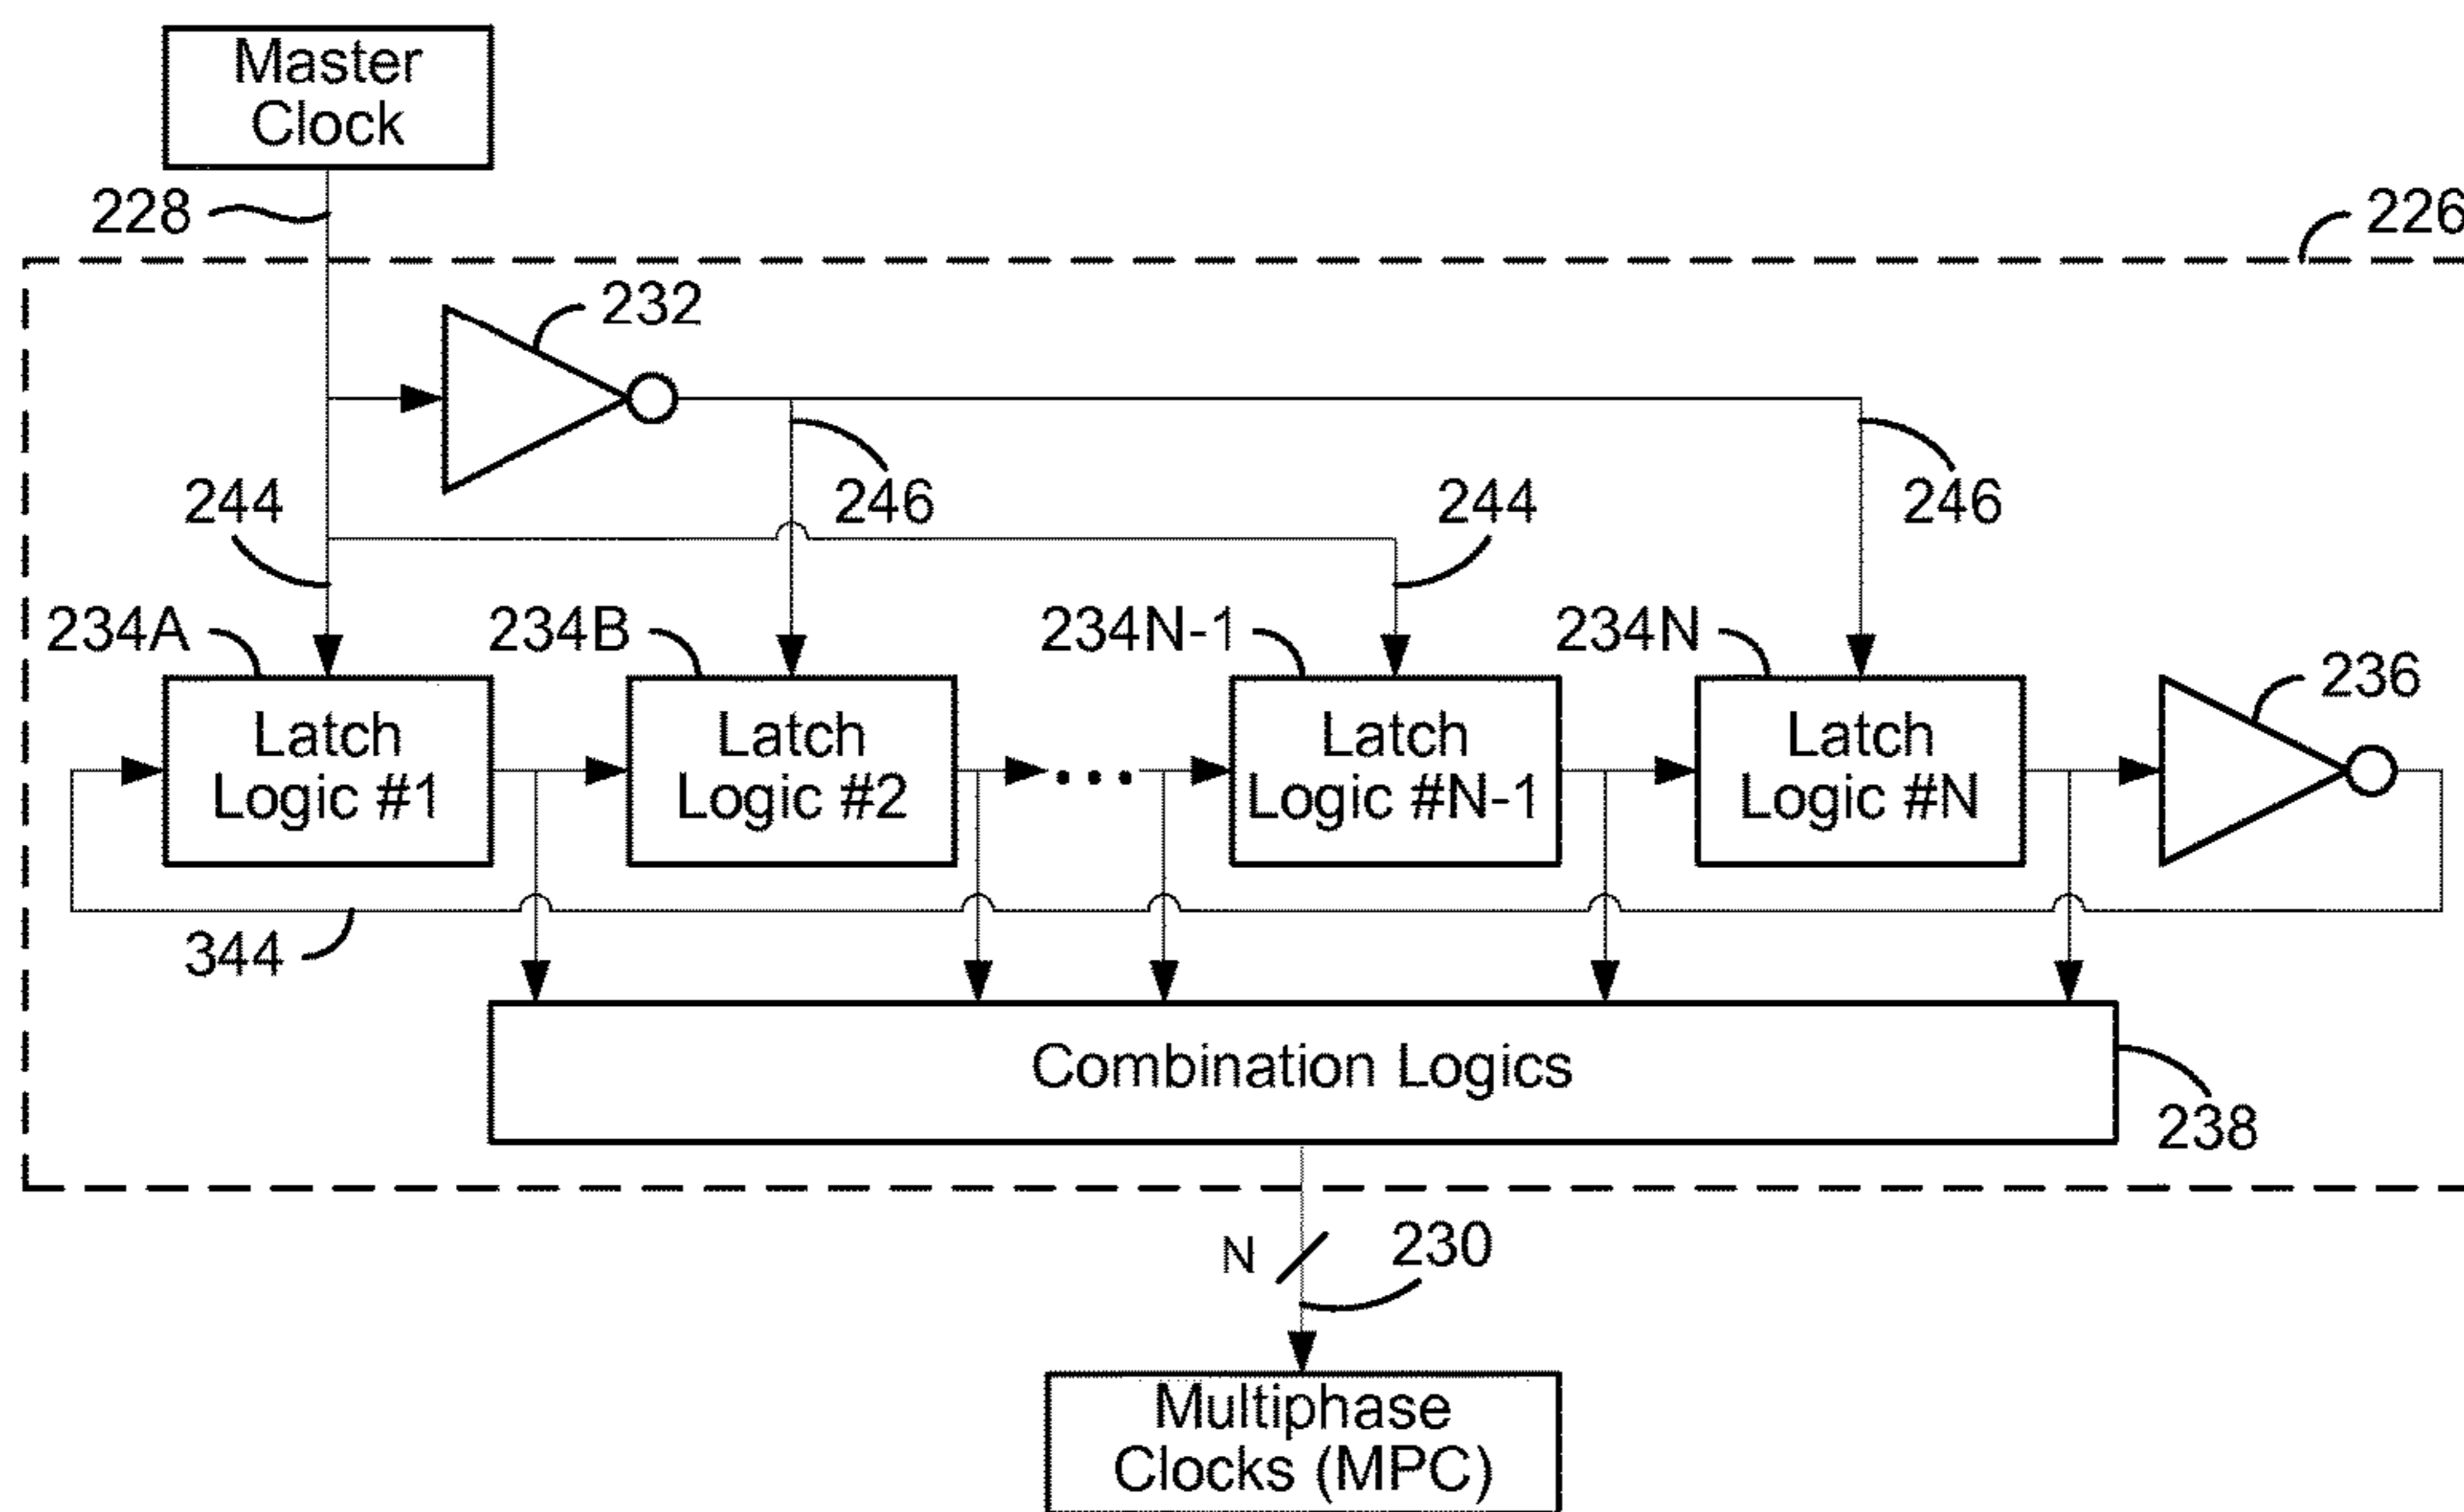 Master
Clock
228
226
232
244
246
244
246
234A
234B
234N-1
234N
236
Latch
Logic #1
Latch
Logic #2
Latch
Logic #N-1
Latch
Logic #N
344
Combination Logics
238
N
230
Multiphase
Clocks (MPC)